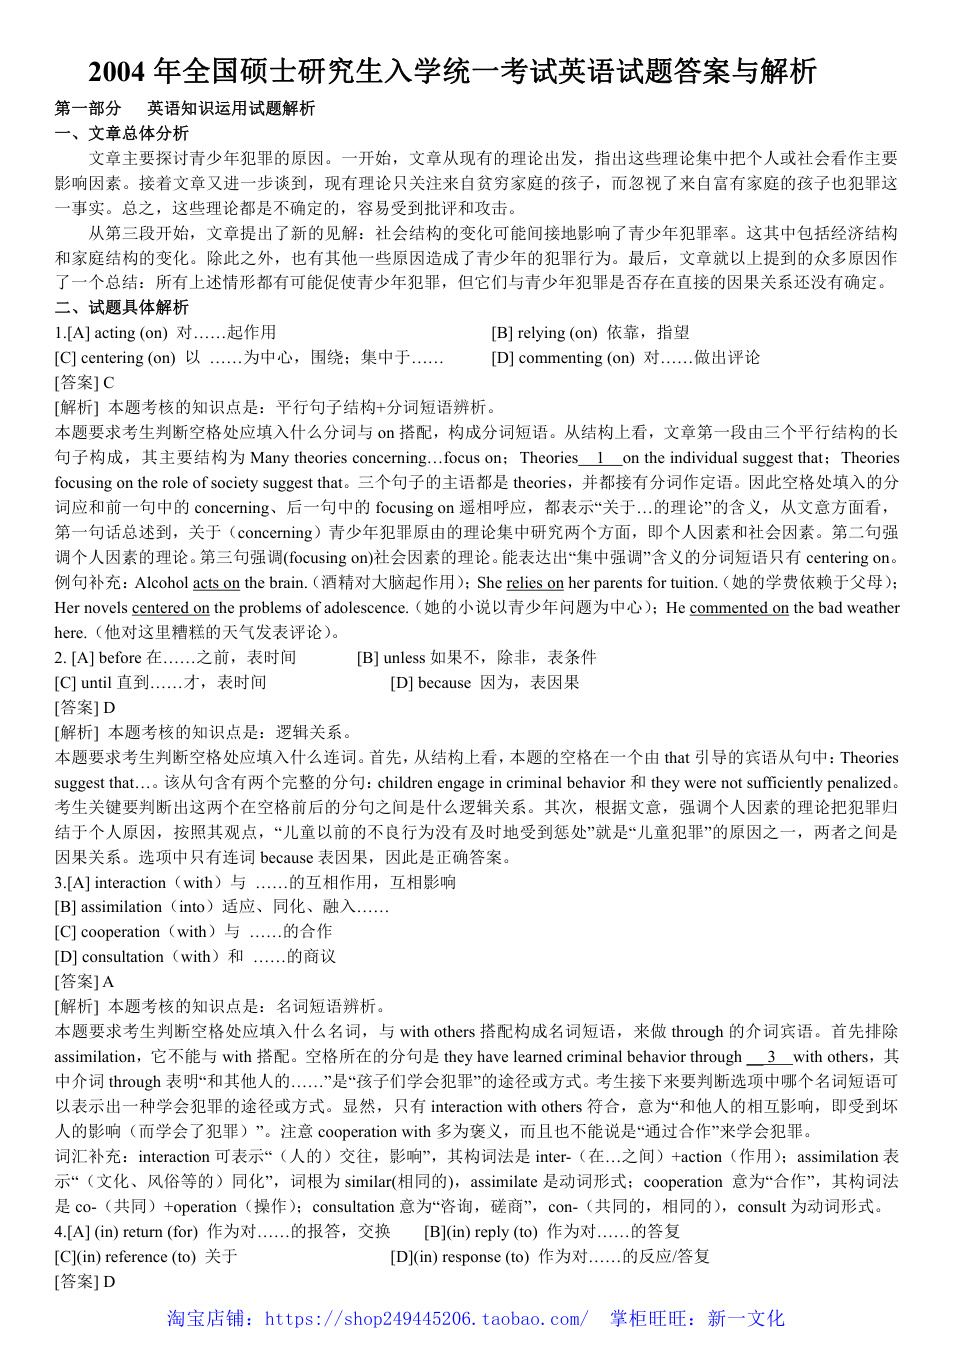 2004 年全国硕士研究生入学统一考试英语试题答案与解析
第一部分 英语知识运用试题解析
一、文章总体分析
文章主要探讨青少年犯罪的原因。一开始，文章从现有的理论出发，指出这些理论集中把个人或社会看作主要
影响因素。接着文章又进一步谈到，现有理论只关注来自贫穷家庭的孩子，而忽视了来自富有家庭的孩子也犯罪这
一事实。总之，这些理论都是不确定的，容易受到批评和攻击。
从第三段开始，文章提出了新的见解：社会结构的变化可能间接地影响了青少年犯罪率。这其中包括经济结构
和家庭结构的变化。除此之外，也有其他一些原因造成了青少年的犯罪行为。最后，文章就以上提到的众多原因作
了一个总结：所有上述情形都有可能促使青少年犯罪，但它们与青少年犯罪是否存在直接的因果关系还没有确定。
二、试题具体解析
1.[A] acting (on) 对……起作用 [B] relying (on) 依靠，指望
[C] centering (on) 以 ……为中心，围绕；集中于…… [D] commenting (on) 对……做出评论
[答案] C
[解析] 本题考核的知识点是：平行句子结构+分词短语辨析。
本题要求考生判断空格处应填入什么分词与 on 搭配，构成分词短语。从结构上看，文章第一段由三个平行结构的长
句子构成，其主要结构为 Many theories concerning…focus on；Theories__1__on the individual suggest that；Theories
focusing on the role of society suggest that。三个句子的主语都是 theories，并都接有分词作定语。因此空格处填入的分
词应和前一句中的 concerning、后一句中的 focusing on 遥相呼应，都表示“关于…的理论”的含义，从文意方面看，
第一句话总述到，关于（concerning）青少年犯罪原由的理论集中研究两个方面，即个人因素和社会因素。第二句强
调个人因素的理论。第三句强调(focusing on)社会因素的理论。能表达出“集中强调”含义的分词短语只有 centering on。
例句补充：Alcohol acts on the brain.（酒精对大脑起作用）；She relies on her parents for tuition.（她的学费依赖于父母）；
Her novels centered on the problems of adolescence.（她的小说以青少年问题为中心）；He commented on the bad weather
here.（他对这里糟糕的天气发表评论）。
2. [A] before 在……之前，表时间 [B] unless 如果不，除非，表条件
[C] until 直到……才，表时间 [D] because 因为，表因果
[答案] D
[解析] 本题考核的知识点是：逻辑关系。
本题要求考生判断空格处应填入什么连词。首先，从结构上看，本题的空格在一个由 that 引导的宾语从句中：Theories
suggest that…。该从句含有两个完整的分句：children engage in criminal behavior 和 they were not sufficiently penalized。
考生关键要判断出这两个在空格前后的分句之间是什么逻辑关系。其次，根据文意，强调个人因素的理论把犯罪归
结于个人原因，按照其观点，“儿童以前的不良行为没有及时地受到惩处”就是“儿童犯罪”的原因之一，两者之间是
因果关系。选项中只有连词 because 表因果，因此是正确答案。
3.[A] interaction（with）与 ……的互相作用，互相影响
[B] assimilation（into）适应、同化、融入……
[C] cooperation（with）与 ……的合作
[D] consultation（with）和 ……的商议
[答案] A
[解析] 本题考核的知识点是：名词短语辨析。
本题要求考生判断空格处应填入什么名词，与 with others 搭配构成名词短语，来做 through 的介词宾语。首先排除
assimilation，它不能与 with 搭配。空格所在的分句是 they have learned criminal behavior through __3__with others，其
中介词 through 表明“和其他人的……”是“孩子们学会犯罪”的途径或方式。考生接下来要判断选项中哪个名词短语可
以表示出一种学会犯罪的途径或方式。显然，只有 interaction with others 符合，意为“和他人的相互影响，即受到坏
人的影响（而学会了犯罪）”。注意 cooperation with 多为褒义，而且也不能说是“通过合作”来学会犯罪。
词汇补充：interaction 可表示“（人的）交往，影响”，其构词法是 inter-（在…之间）+action（作用）；assimilation 表
示“（文化、风俗等的）同化”，词根为 similar(相同的)，assimilate 是动词形式；cooperation 意为“合作”，其构词法
是 co-（共同）+operation（操作）；consultation 意为“咨询，磋商”，con-（共同的，相同的），consult 为动词形式。
4.[A] (in) return (for) 作为对……的报答，交换 [B](in) reply (to) 作为对……的答复
[C](in) reference (to) 关于 [D](in) response (to) 作为对……的反应/答复
[答案] D
淘宝店铺：https://shop249445206.taobao.com/ 掌柜旺旺：新一文化